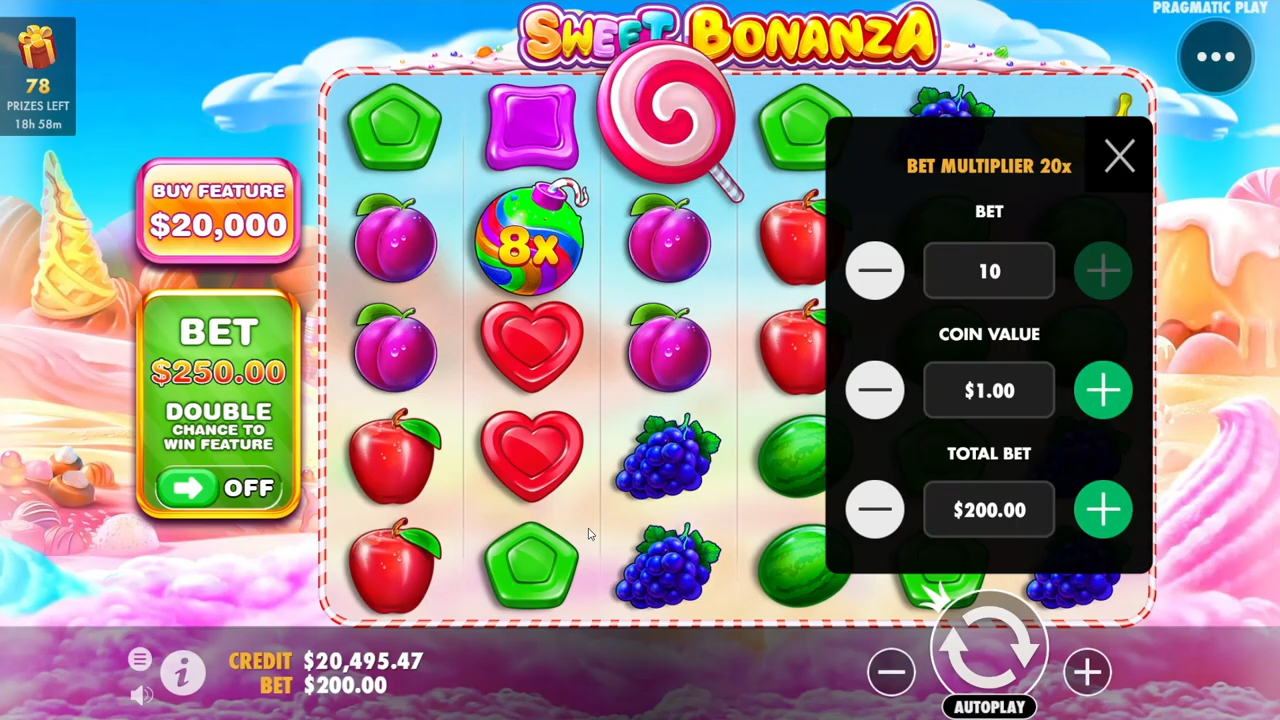 PRAGMATIC PLAY
SWEET BONANZA
78
PRIZES LEFT
18h 58m
BUY FEATURE
$20,000
BET
$250.00
DOUBLE
CHANCE TO
WIN FEATURE
OFF
8x
BET MULTIPLIER 20x
BET
10
COIN VALUE
$1.00
TOTAL BET
$200.00
CREDIT $20,495.47
BET $200.00
AUTOPLAY